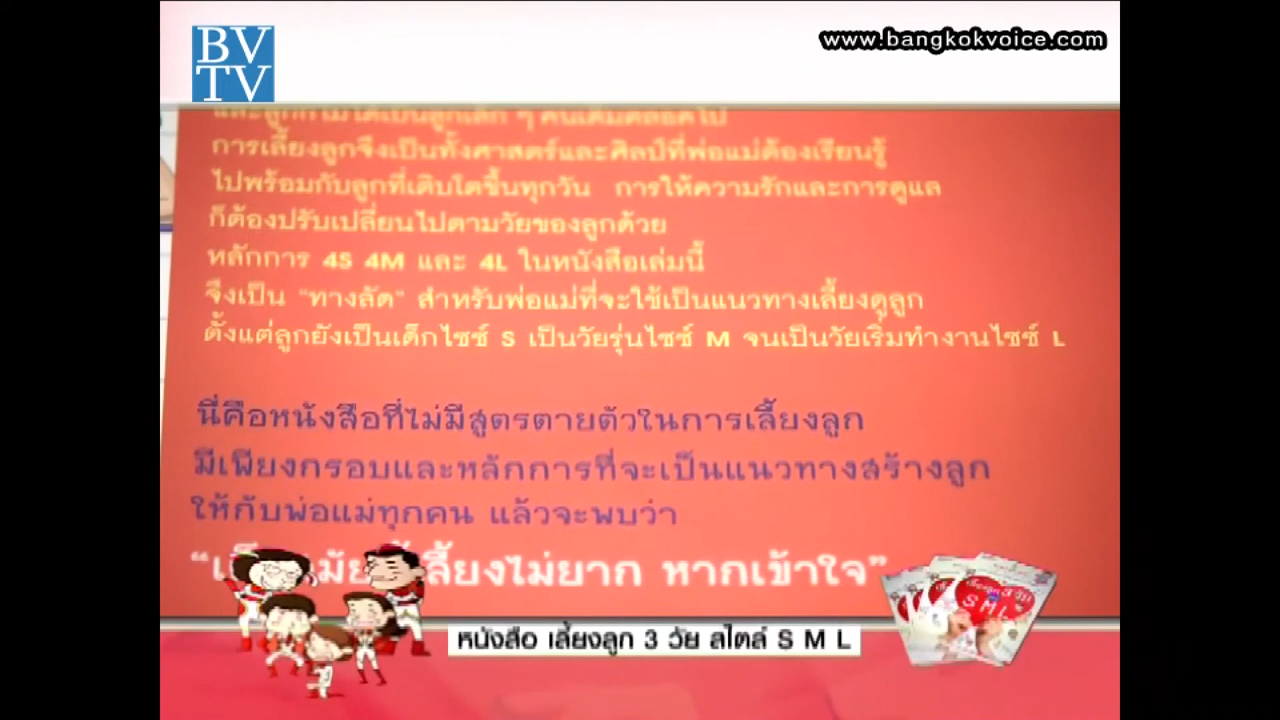 BV
TV
www.bangkokvoice.com
การเลี้ยงลูกจึงเป็นทั้งศาสตร์และศิลป์ที่พ่อแม่ต้องเรียนรู้
ไปพร้อมกับลูกที่เติบโตขึ้นทุกวัน การให้ความรักและการดูแล
ก็ต้องปรับเปลี่ยนไปตามวัยของลูกด้วย
หลักการ 4S 4M และ 4L ในหนังสือเล่มนี้
จึงเป็น "ทางลัด" สำหรับพ่อแม่ที่จะใช้เป็นแนวทางเลี้ยงดูลูก
ตั้งแต่ลูกยังเป็นเด็กไซซ์ S เป็นวัยรุ่นไซซ์ M จนเป็นวัยเริ่มทำงานไซซ์ L
นี่คือหนังสือที่ไม่มีสูตรตายตัวในการเลี้ยงลูก
มีเพียงกรอบและหลักการที่จะเป็นแนวทางสร้างลูก
ให้กับพ่อแม่ทุกคน แล้วจะพบว่า
เลี้ยงไม่ยาก หากเข้าใจ"
S M L
หนังสือ เลี้ยงลูก 3 วัย สไตล์ S M L